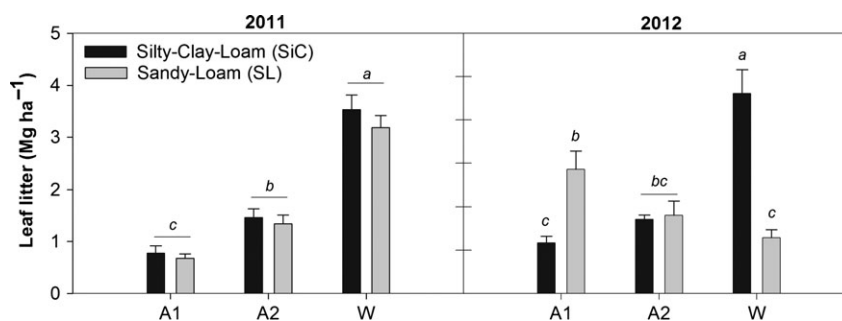 2011 2012
5
4
3
2
1
0
Leaf litter (Mg ha⁻¹)
Silty-Clay-Loam (SiC)
Sandy-Loam (SL)
c
b
a
c
b
bc
a
c
A1 A2 W A1 A2 W